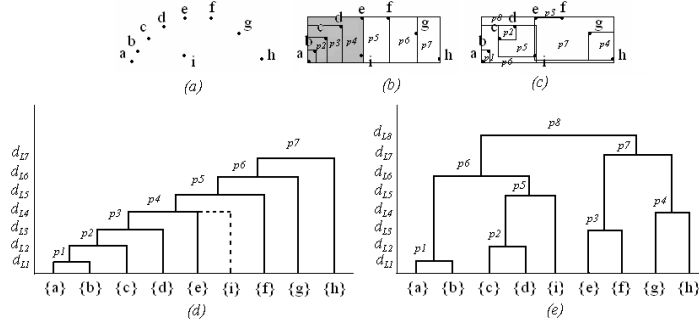 e f
d
c
g
b
a
i
h
(a)
e f
d
c
g
b
p2 p3 p4 p5 p6 p7
a
i
h
(b)
e p3 f
p8
d
g
c
p2
b
p5 p7 p4
a p1
p6
i
h
(c)
dL7
dL6
dL5
dL4
dL3
dL2
dL1
p7
p6
p5
p4
p3
p2
p1
{a} {b} {c} {d} {e} {i} {f} {g} {h}
(d)
dL8
dL7
dL6
dL5
dL4
dL3
dL2
dL1
p8
p7
p6
p5
p4
p3
p2
p1
{a} {b} {c} {d} {i} {e} {f} {g} {h}
(e)